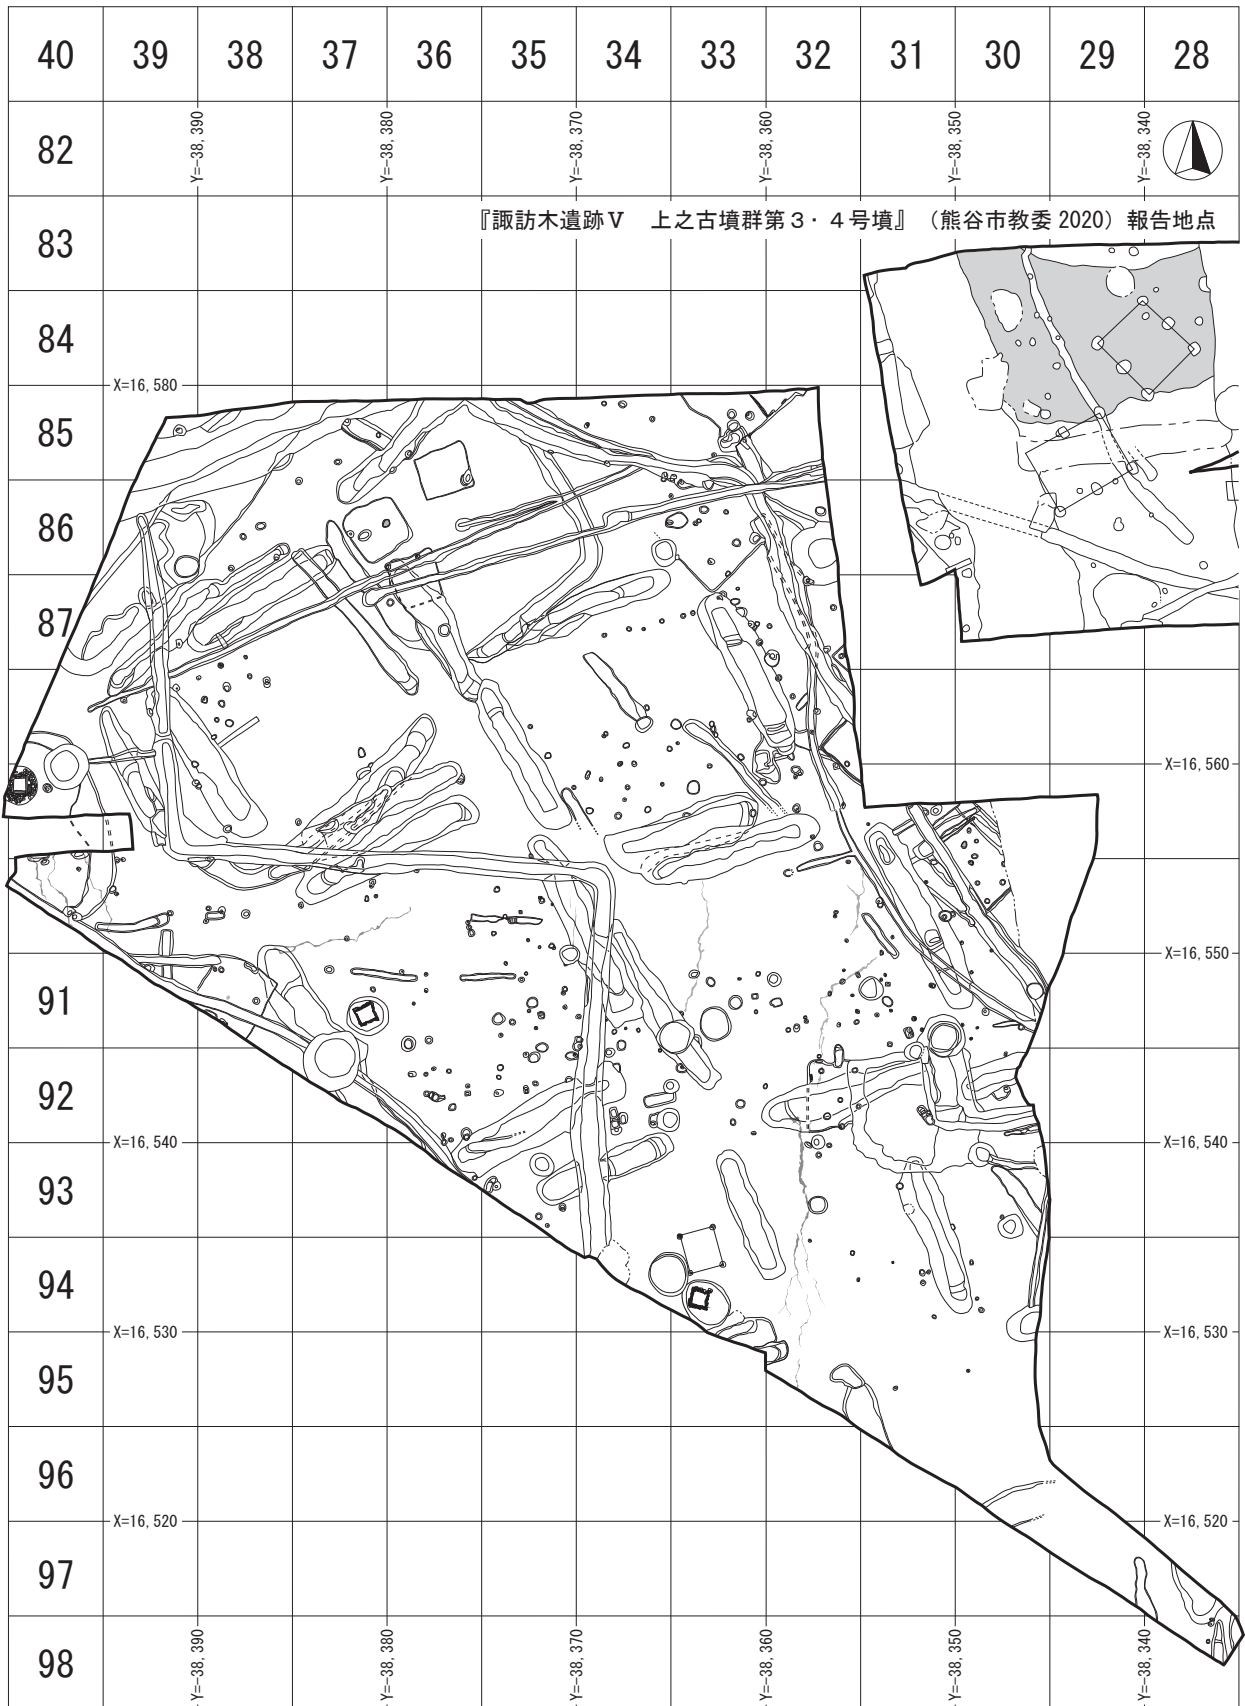 40 39 38 37 36 35 34 33 32 31 30 29 28
82
Y=-38,390
Y=-38,380
Y=-38,370
Y=-38,360
Y=-38,350
Y=-38,340
83
『諏訪木遺跡Ⅴ 上之古墳群第3・4号墳』（熊谷市教委 2020）報告地点
84
X=16,580
85
86
87
X=16,560
X=16,550
91
92
X=16,540
X=16,540
93
94
X=16,530
X=16,530
95
96
X=16,520
X=16,520
97
98
Y=-38,390
Y=-38,380
Y=-38,370
Y=-38,360
Y=-38,350
Y=-38,340